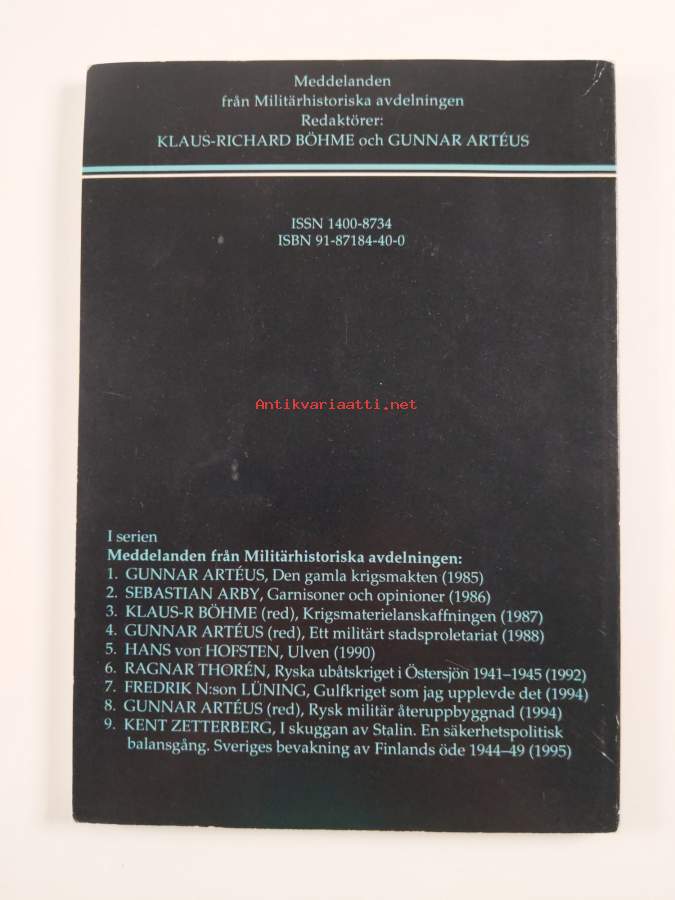 Meddelanden
från Militärhistoriska avdelningen
Redaktörer:
KLAUS-RICHARD BÖHME och GUNNAR ARTÉUS
ISSN 1400-8734
ISBN 91-87184-40-0
Antikvariaatti.net
I serien
Meddelanden från Militärhistoriska avdelningen:
1. GUNNAR ARTÉUS, Den gamla krigsmakten (1985)
2. SEBASTIAN ARBY, Garnisoner och opinioner (1986)
3. KLAUS-R BÖHME (red), Krigsmaterielanskaffningen (1987)
4. GUNNAR ARTÉUS (red), Ett militärt stadsproletariat (1988)
5. HANS von HOFSTEN, Ulven (1990)
6. RAGNAR THORÉN, Ryska ubåtskriget i Östersjön 1941–1945 (1992)
7. FREDRIK N:son LÜNING, Gulfkriget som jag upplevde det (1994)
8. GUNNAR ARTÉUS (red), Rysk militär återuppbyggnad (1994)
9. KENT ZETTERBERG, I skuggan av Stalin. En säkerhetspolitisk
balansgång. Sveriges bevakning av Finlands öde 1944–49 (1995)